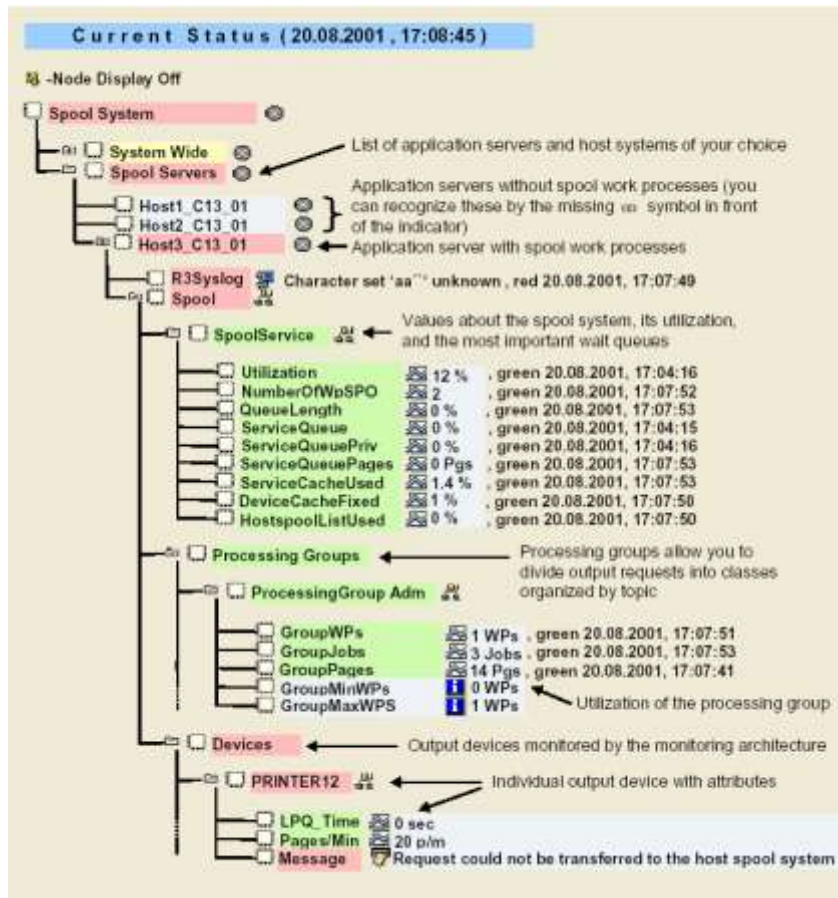 Current Status ( 20.08.2001 , 17:08:45 )
-Node Display Off
Spool System
System Wide
List of application servers and host systems of your choice
Spool Servers
Application servers without spool work processes (you
can recognize these by the missing symbol in front
of the indicator)
Host1_C13_01
Host2_C13_01
Host3_C13_01
Application server with spool work processes
R3Syslog Character set 'aa``' unknown , red 20.08.2001, 17:07:49
Spool
SpoolService
Values about the spool system, its utilization,
and the most important wait queues
Utilization 12 % , green 20.08.2001, 17:04:16
NumberOfWpSPO 2 , green 20.08.2001, 17:07:52
QueueLength 0 % , green 20.08.2001, 17:07:53
ServiceQueue 0 % , green 20.08.2001, 17:04:15
ServiceQueuePriv 0 % , green 20.08.2001, 17:04:16
ServiceQueuePages 0 Pgs , green 20.08.2001, 17:07:53
ServiceCacheUsed 1.4 % , green 20.08.2001, 17:07:53
DeviceCacheFixed 1 % , green 20.08.2001, 17:07:50
HostspoolListUsed 0 % , green 20.08.2001, 17:07:50
Processing Groups
Processing groups allow you to
divide output requests into classes
organized by topic
ProcessingGroup Adm
GroupWPs 1 WPs , green 20.08.2001, 17:07:51
GroupJobs 3 Jobs , green 20.08.2001, 17:07:53
GroupPages 14 Pgs , green 20.08.2001, 17:07:41
GroupMinWPs 0 WPs
GroupMaxWPS 1 WPs
Utilization of the processing group
Devices
Output devices monitored by the monitoring architecture
PRINTER12
Individual output device with attributes
LPQ_Time 0 sec
Pages/Min 20 p/m
Message Request could not be transferred to the host spool system